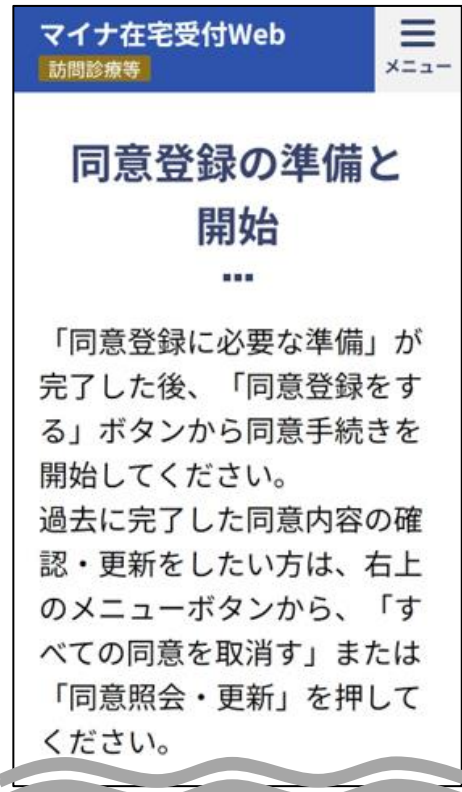 マイナ在宅受付Web
訪問診療等
メニュー
同意登録の準備と
開始
「同意登録に必要な準備」が
完了した後、「同意登録をす
る」ボタンから同意手続きを
開始してください。
過去に完了した同意内容の確
認・更新をしたい方は、右上
のメニューボタンから、「す
べての同意を取消す」または
「同意照会・更新」を押して
ください。